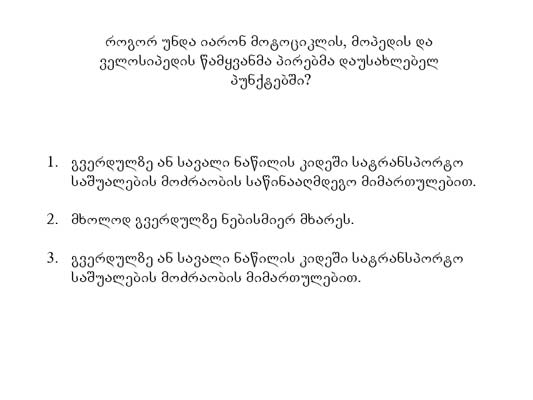 როგორ უნდა იარონ მოტოციკლის, მოპედის და
ველოსიპედის წამყვანმა პირებმა დაუსახლებელ
პუნქტებში?
1. გვერდულზე ან სავალი ნაწილის კიდეში სატრანსპორტო
საშუალების მოძრაობის საწინააღმდეგო მიმართულებით.
2. მხოლოდ გვერდულზე ნებისმიერ მხარეს.
3. გვერდულზე ან სავალი ნაწილის კიდეში სატრანსპორტო
საშუალების მოძრაობის მიმართულებით.